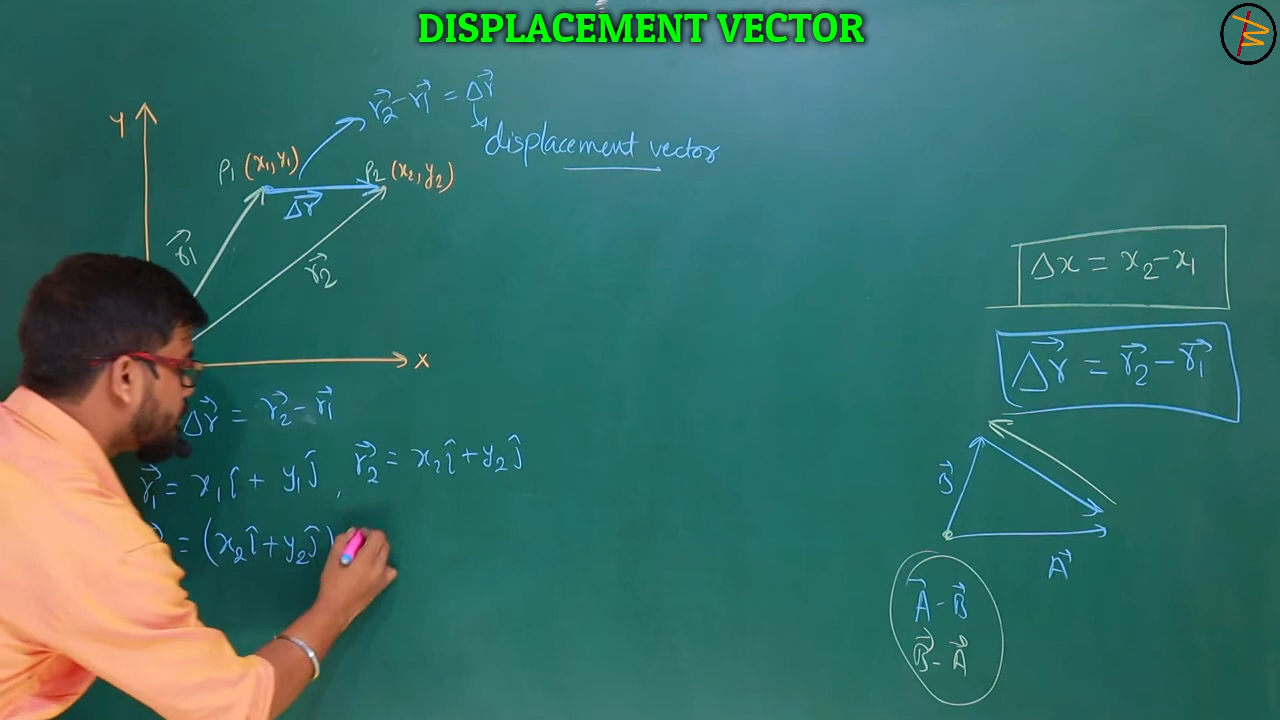 DISPLACEMENT VECTOR
r⃗2 - r⃗1 = Δr⃗
displacement vector
Y
P1 (x1, y1)
P2 (x2, y2)
Δr⃗
r⃗1
r⃗2
X
Δr⃗ = r⃗2 - r⃗1
r⃗1 = x1î + y1ĵ , r⃗2 = x2î + y2ĵ
= (x2î + y2ĵ)
Δx = x2 - x1
Δr⃗ = r⃗2 - r⃗1
B⃗
A⃗
A⃗ - B⃗
B⃗ - A⃗